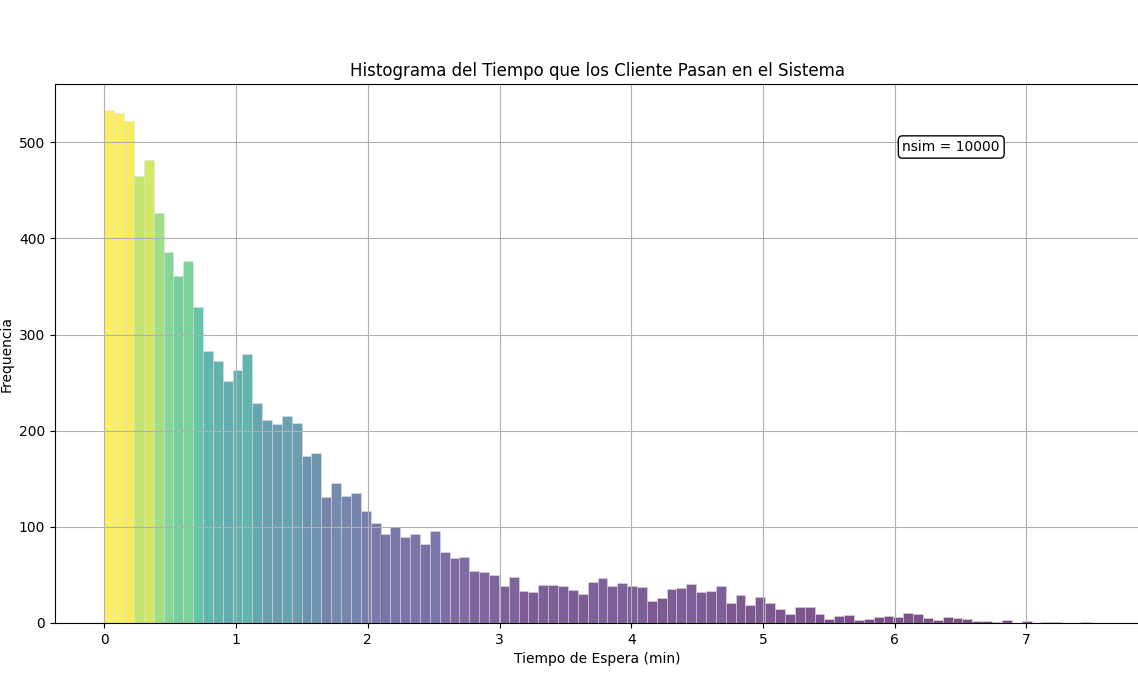 Histograma del Tiempo que los Cliente Pasan en el Sistema
nsim = 10000
500
400
300
200
100
0
Frequencia
0 1 2 3 4 5 6 7
Tiempo de Espera (min)